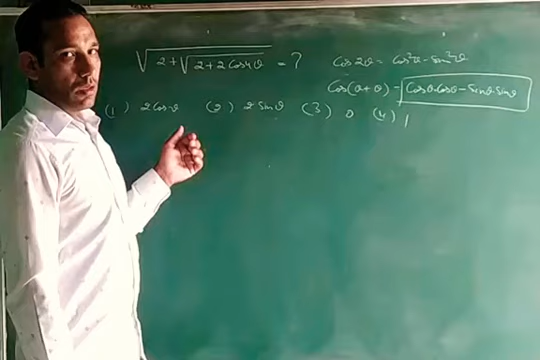 √(2+√(2+2Cos4θ)) = ?
Cos2θ = Cos²θ - Sin²θ
Cos(θ+θ) = Cosθ.Cosθ - Sinθ.Sinθ
(1) 2Cosθ (2) 2Sinθ (3) 0 (4) 1